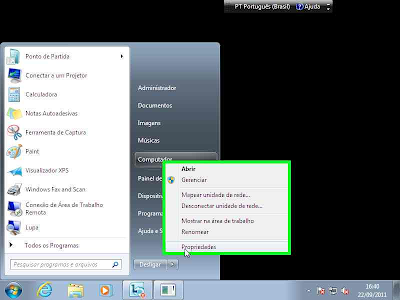 PT Português (Brasil) Ajuda
Ponto de Partida
Conectar a um Projetor
Calculadora
Notas Autoadesivas
Ferramenta de Captura
Paint
Visualizador XPS
Windows Fax and Scan
Conexão de Área de Trabalho
Remota
Lupa
Todos os Programas
Pesquisar programas e arquivos
Administrador
Documentos
Imagens
Músicas
Computador
Painel de
Dispositiv
Programa
Ajuda e S
Desligar
Abrir
Gerenciar
Mapear unidade de rede...
Desconectar unidade de rede...
Mostrar na área de trabalho
Renomear
Propriedades
16:40
22/09/2011